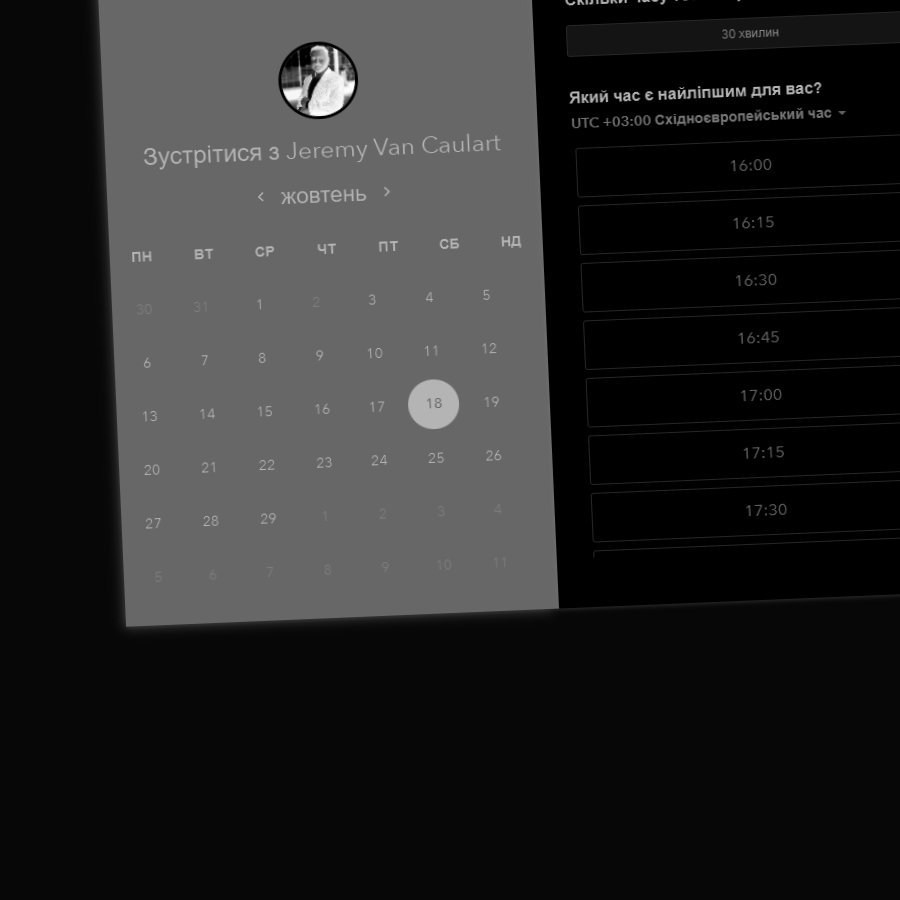 Зустрітися з Jeremy Van Caulart
жовтень
ПН ВТ СР ЧТ ПТ СБ НД
30 31 1 2 3 4 5
6 7 8 9 10 11 12
13 14 15 16 17 18 19
20 21 22 23 24 25 26
27 28 29 1 2 3 4
5 6 7 8 9 10 11
30 хвилин
Який час є найліпшим для вас?
UTC +03:00 Східноєвропейський час
16:00
16:15
16:30
16:45
17:00
17:15
17:30